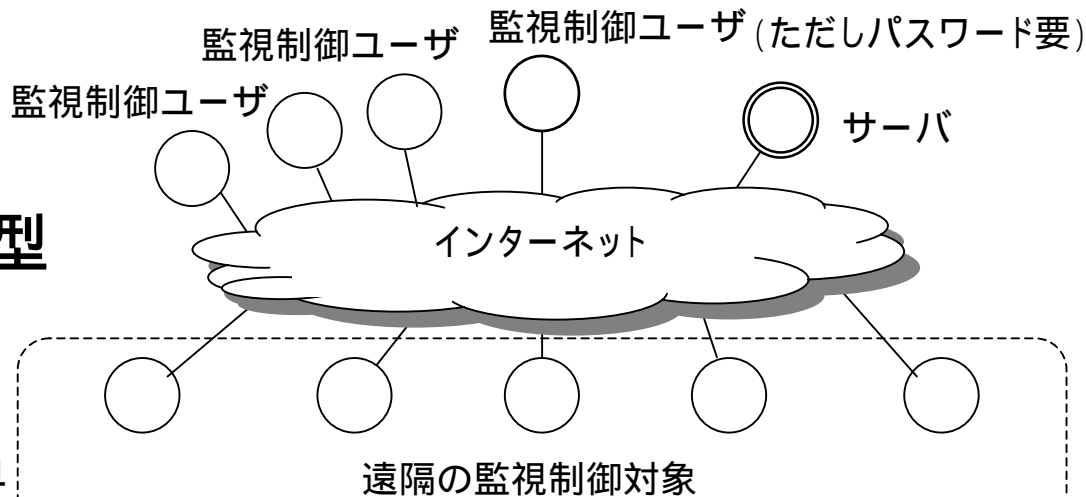 監視制御ユーザ(ただしパスワード要)
監視制御ユーザ
監視制御ユーザ
サーバ
型
インターネット
遠隔の監視制御対象